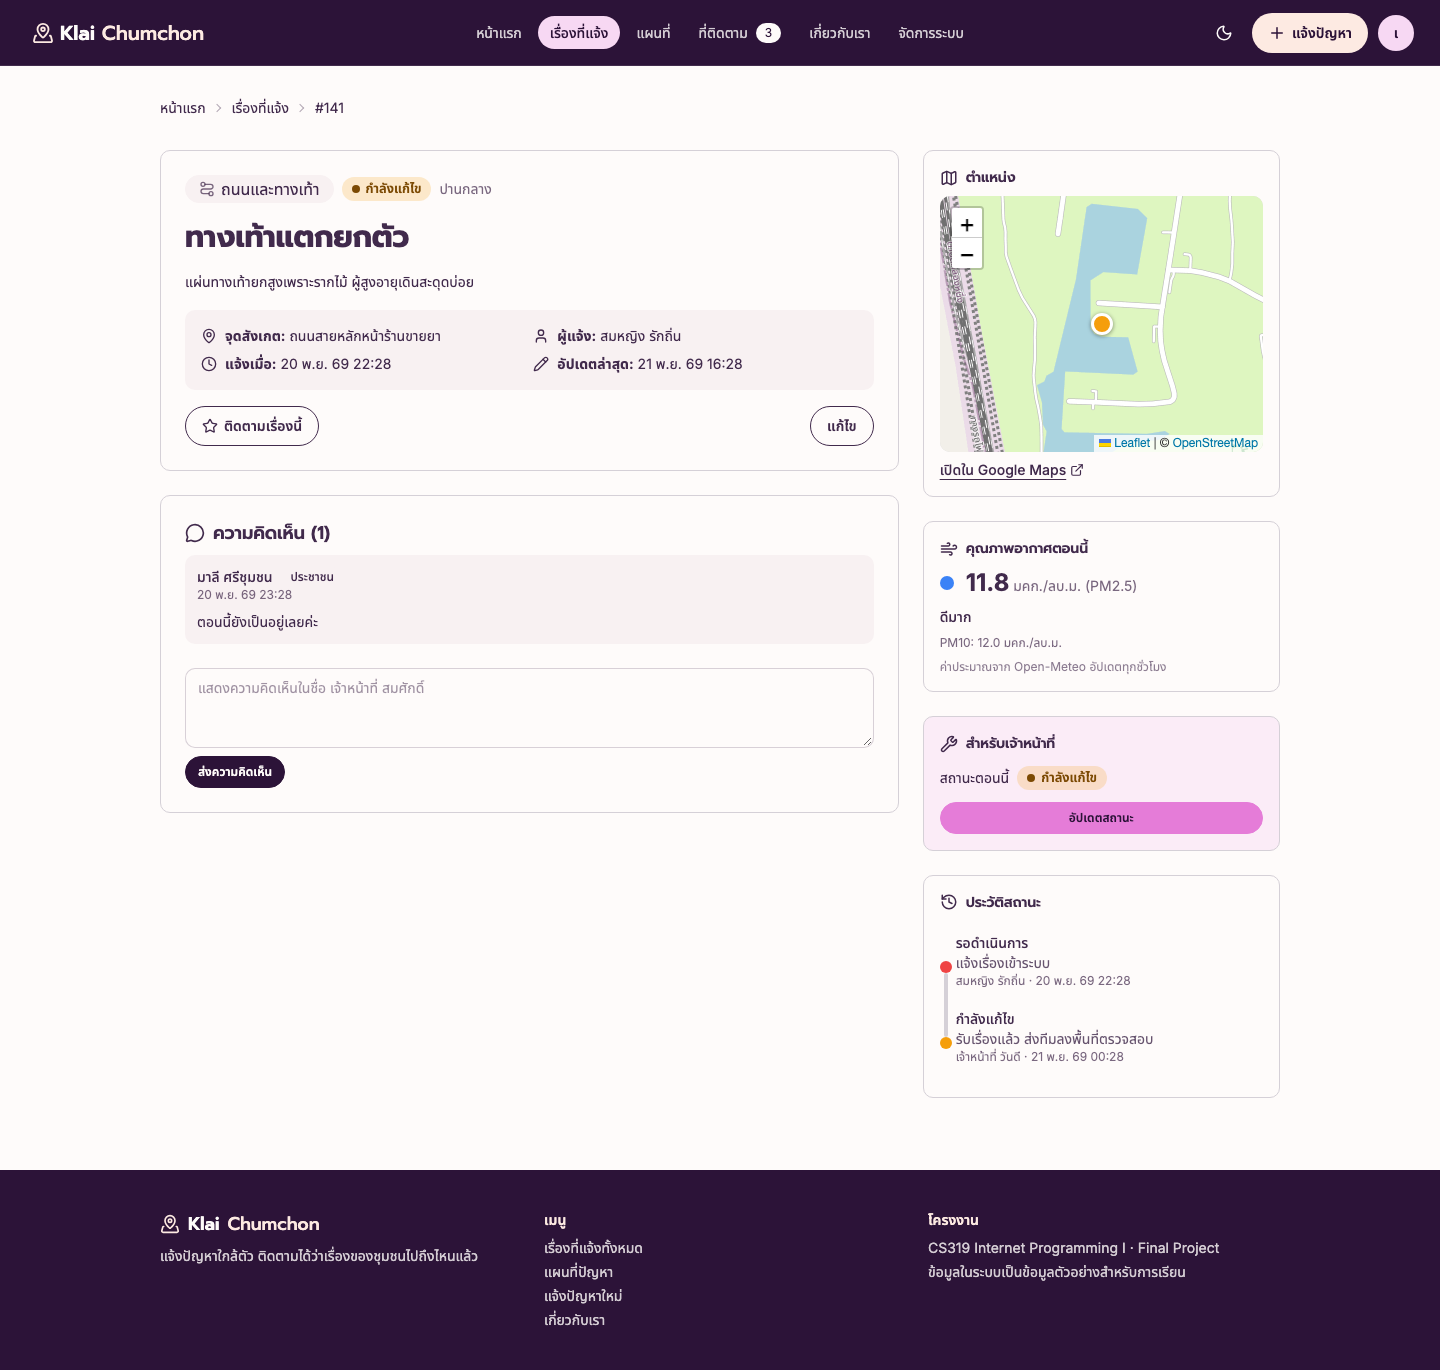 Klai Chumchon
หน้าแรก เรื่องที่แจ้ง แผนที่ ที่ติดตาม 3 เกี่ยวกับเรา จัดการระบบ
แจ้งปัญหา
เ
หน้าแรก > เรื่องที่แจ้ง > #141
ถนนและทางเท้า กำลังแก้ไข ปานกลาง
ทางเท้าแตกยกตัว
แผ่นทางเท้ายกสูงเพราะรากไม้ ผู้สูงอายุเดินสะดุดบ่อย
จุดสังเกต: ถนนสายหลักหน้าร้านขายยา
ผู้แจ้ง: สมหญิง รักถิ่น
แจ้งเมื่อ: 20 พ.ย. 69 22:28
อัปเดตล่าสุด: 21 พ.ย. 69 16:28
ติดตามเรื่องนี้
แก้ไข
ความคิดเห็น (1)
มาลี ศรีชุมชน ประชาชน
20 พ.ย. 69 23:28
ตอนนี้ยังเป็นอยู่เลยค่ะ
แสดงความคิดเห็นในชื่อ เจ้าหน้าที่ สมศักดิ์
ส่งความคิดเห็น
ตำแหน่ง
+
−
Leaflet | © OpenStreetMap
เปิดใน Google Maps
คุณภาพอากาศตอนนี้
11.8 มคก./ลบ.ม. (PM2.5)
ดีมาก
PM10: 12.0 มคก./ลบ.ม.
ค่าประมาณจาก Open-Meteo อัปเดตทุกชั่วโมง
สำหรับเจ้าหน้าที่
สถานะตอนนี้ กำลังแก้ไข
อัปเดตสถานะ
ประวัติสถานะ
รอดำเนินการ
แจ้งเรื่องเข้าระบบ
สมหญิง รักถิ่น · 20 พ.ย. 69 22:28
กำลังแก้ไข
รับเรื่องแล้ว ส่งทีมลงพื้นที่ตรวจสอบ
เจ้าหน้าที่ วันดี · 21 พ.ย. 69 00:28
Klai Chumchon
แจ้งปัญหาใกล้ตัว ติดตามได้ว่าเรื่องของชุมชนไปถึงไหนแล้ว
เมนู
เรื่องที่แจ้งทั้งหมด
แผนที่ปัญหา
แจ้งปัญหาใหม่
เกี่ยวกับเรา
โครงงาน
CS319 Internet Programming I · Final Project
ข้อมูลในระบบเป็นข้อมูลตัวอย่างสำหรับการเรียน